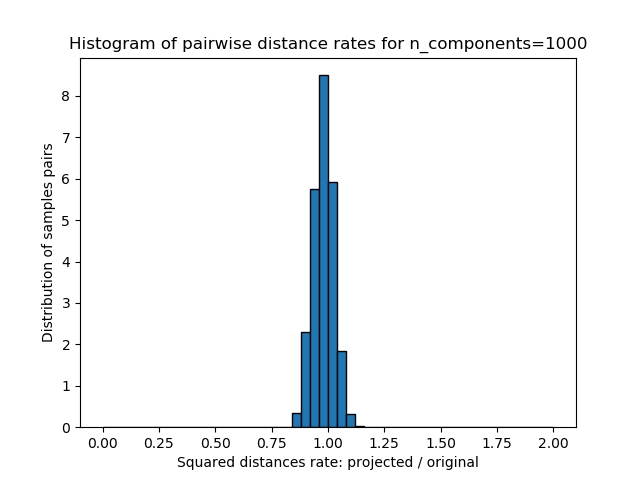 Histogram of pairwise distance rates for n_components=1000
Distribution of samples pairs
8
7
6
5
4
3
2
1
0
0.00 0.25 0.50 0.75 1.00 1.25 1.50 1.75 2.00
Squared distances rate: projected / original